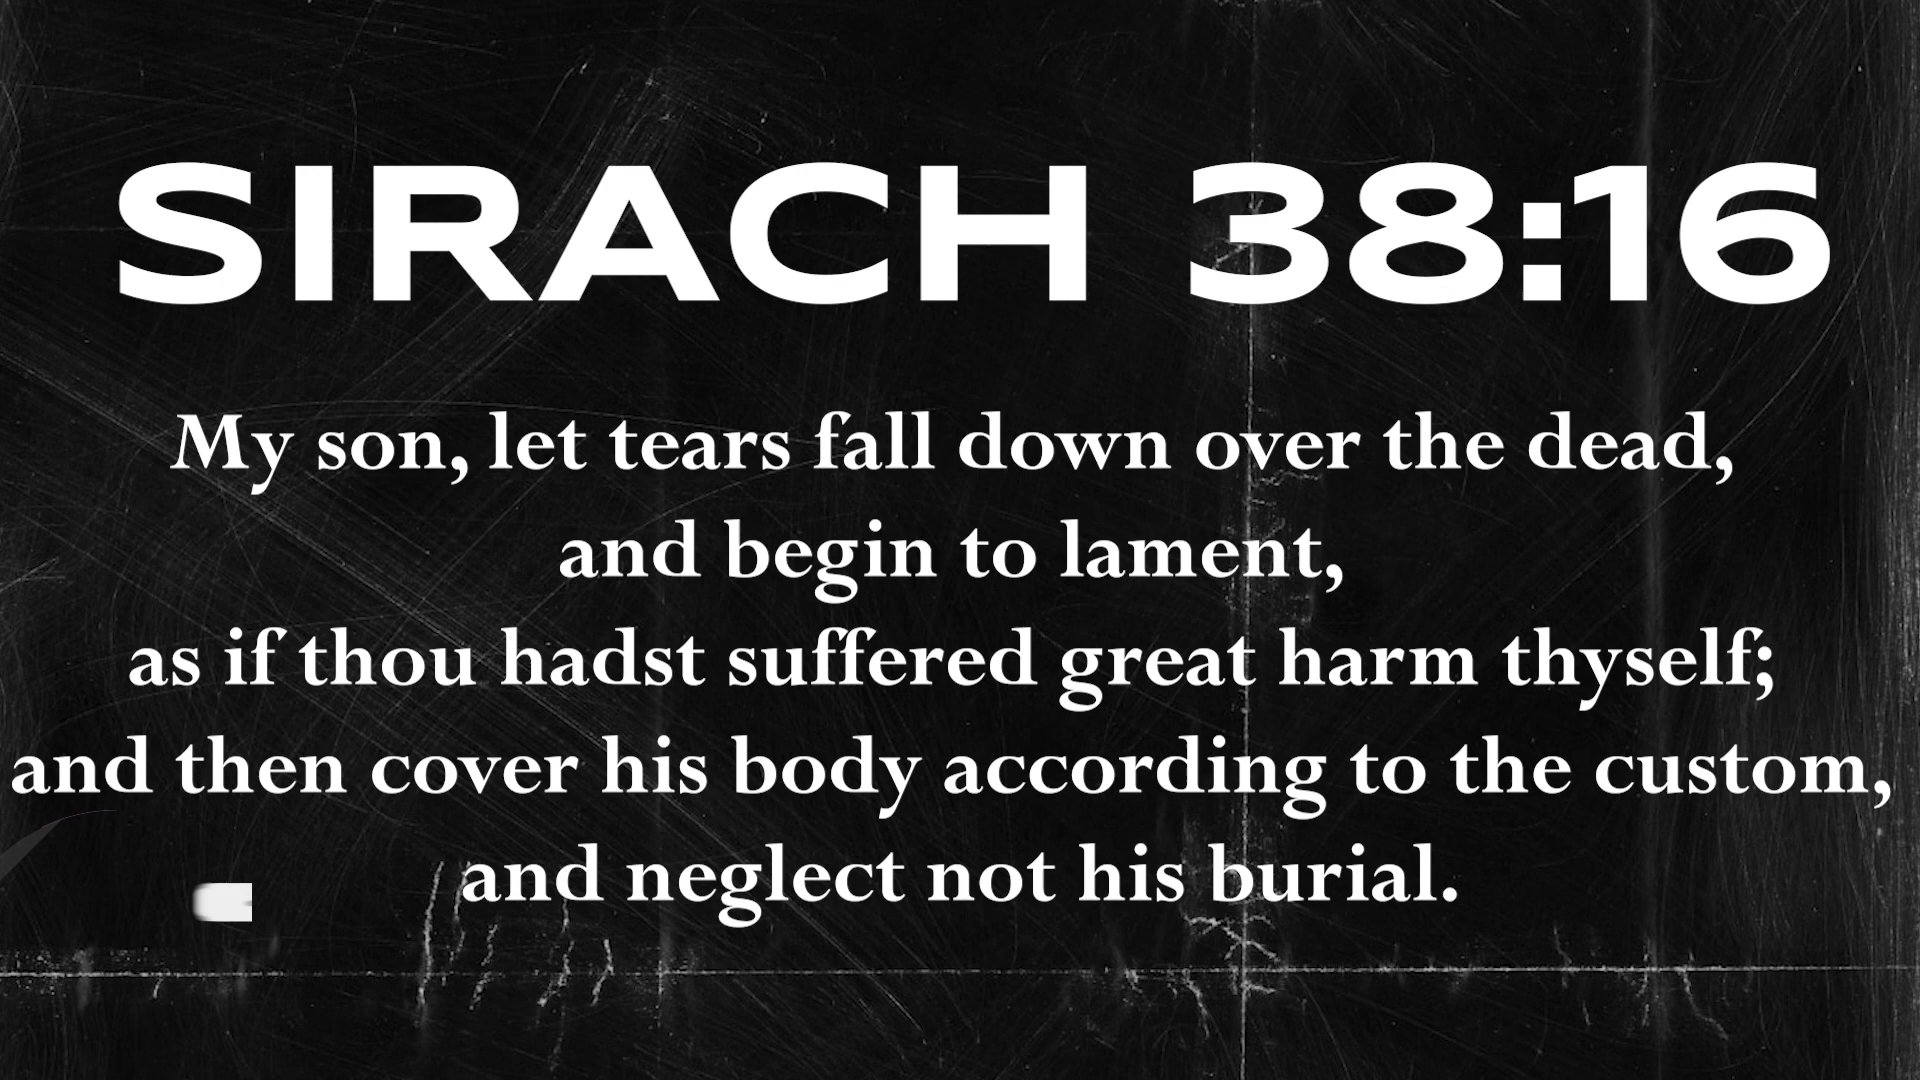 SIRACH 38:16
My son, let tears fall down over the dead,
and begin to lament,
as if thou hadst suffered great harm thyself;
and then cover his body according to the custom,
and neglect not his burial.